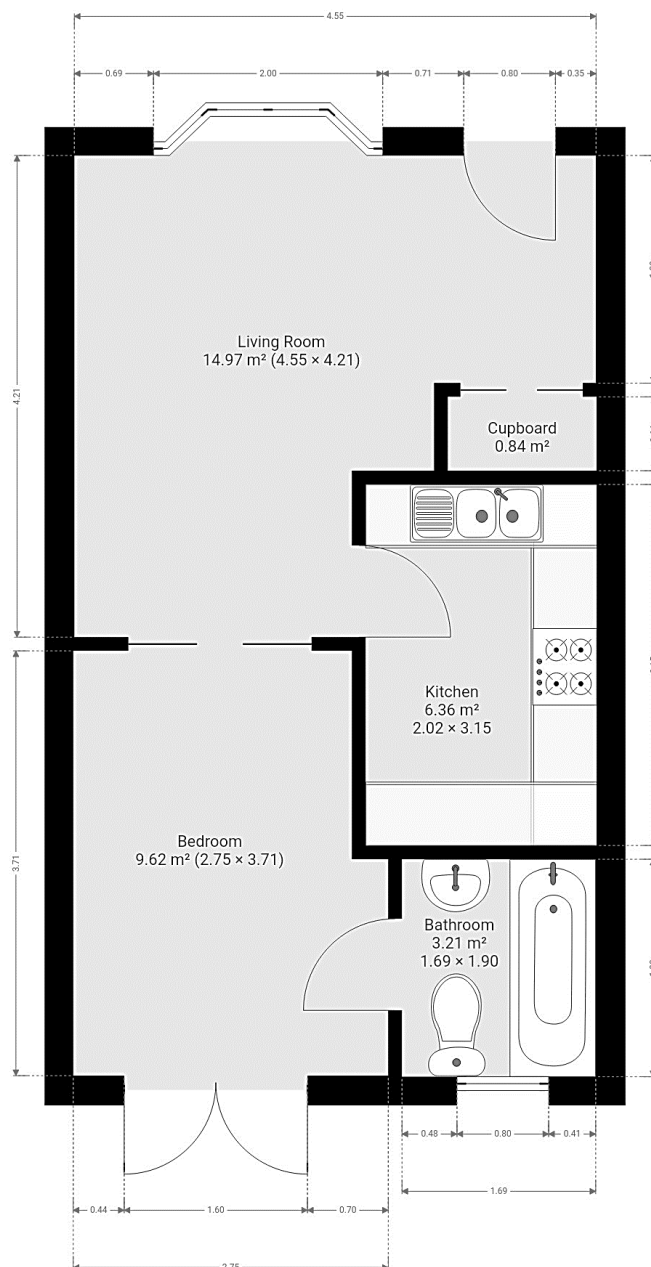 4.55
0.69
2.00
0.71
0.80
0.35
4.21
Living Room
14.97 m² (4.55 × 4.21)
Cupboard
0.84 m²
Kitchen
6.36 m²
2.02 × 3.15
3.71
Bedroom
9.62 m² (2.75 × 3.71)
Bathroom
3.21 m²
1.69 × 1.90
0.48
0.80
0.41
1.69
0.44
1.60
0.70
2.75